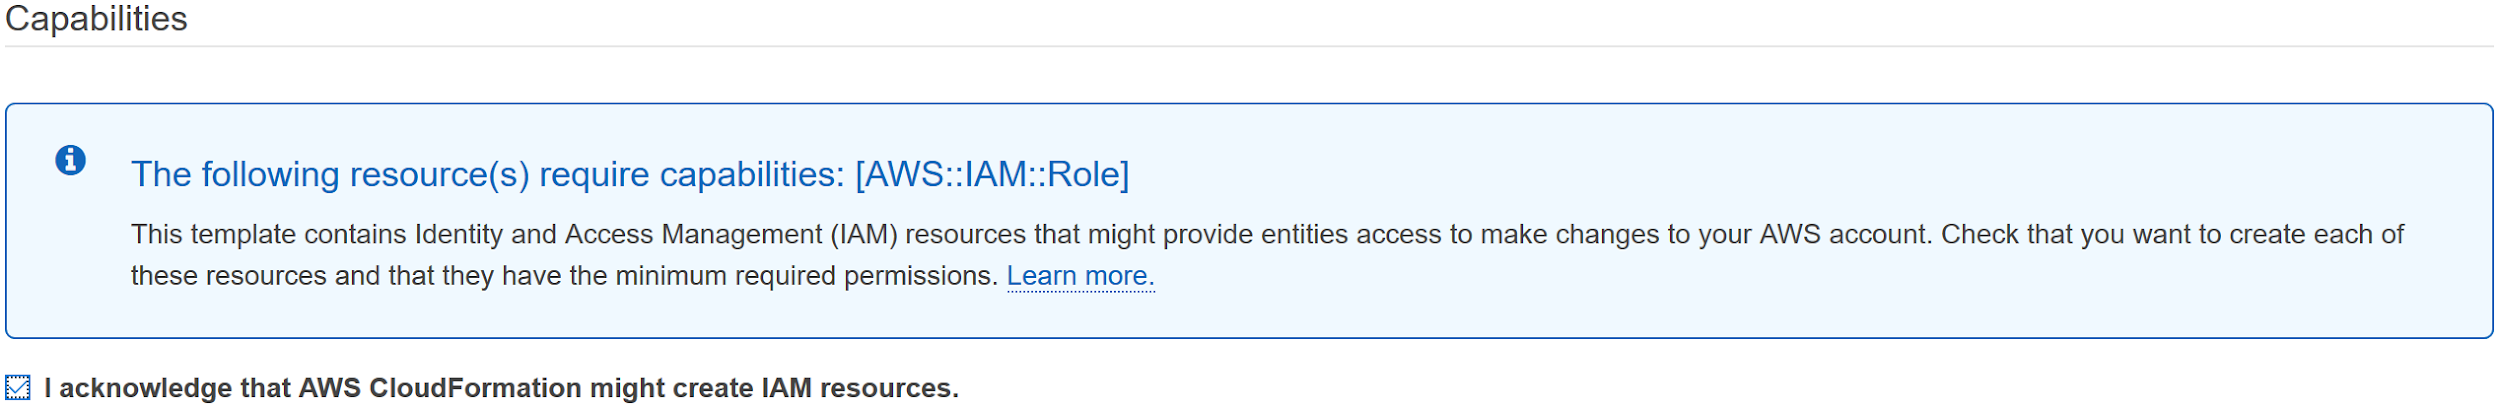 Capabilities
The following resource(s) require capabilities: [AWS::IAM::Role]
This template contains Identity and Access Management (IAM) resources that might provide entities access to make changes to your AWS account. Check that you want to create each of
these resources and that they have the minimum required permissions. Learn more.
I acknowledge that AWS CloudFormation might create IAM resources.